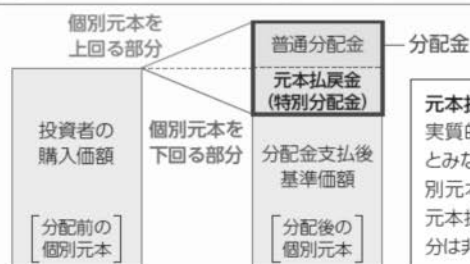 個別元本を
上回る部分
普通分配金
分配金
元本払戻金
(特別分配金)
投資者の
購入価額
個別元本を
下回る部分
分配金支払後
基準価額
分配前の
個別元本
分配後の
個別元本
元本払
実質的
とみな
別元本
元本払
分は非